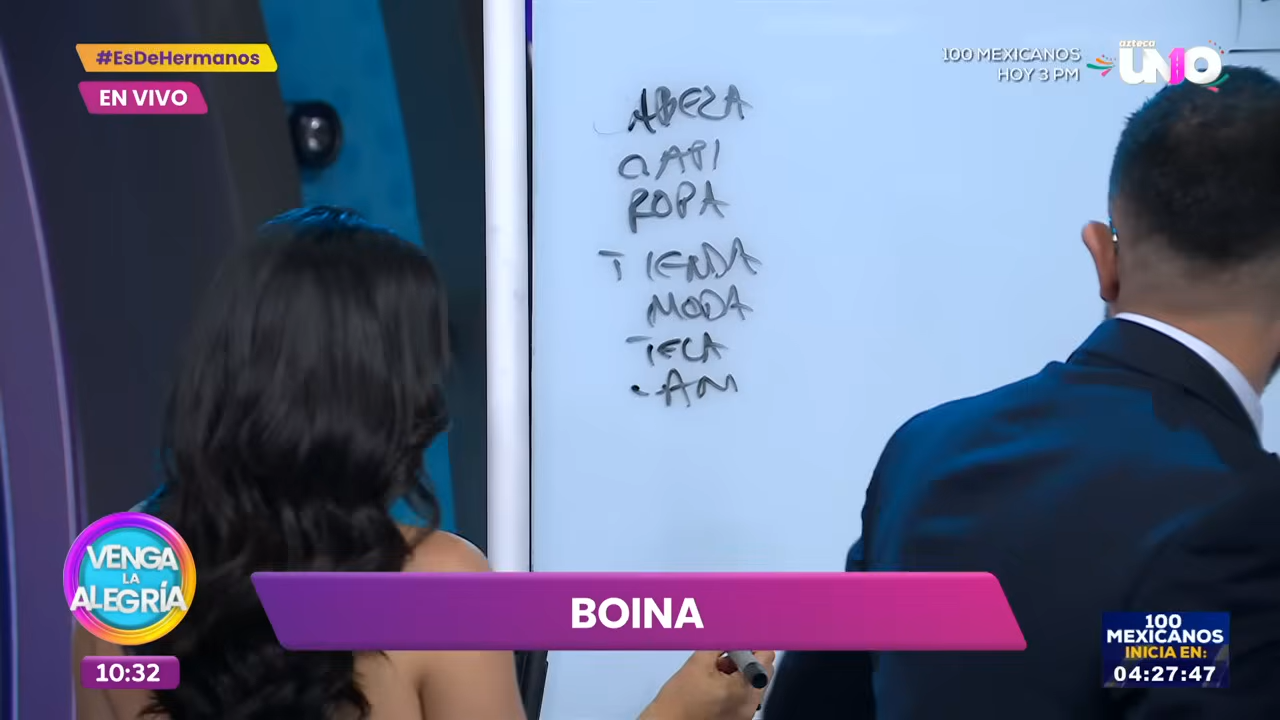 #EsDeHermanos
EN VIVO
100 MEXICANOS
HOY 3 PM
azteca
UNO
ROPA
TIENDA
MODA
TELA
BOINA
VENGA
LA
ALEGRÍA
10:32
100
MEXICANOS
INICIA EN:
04:27:47